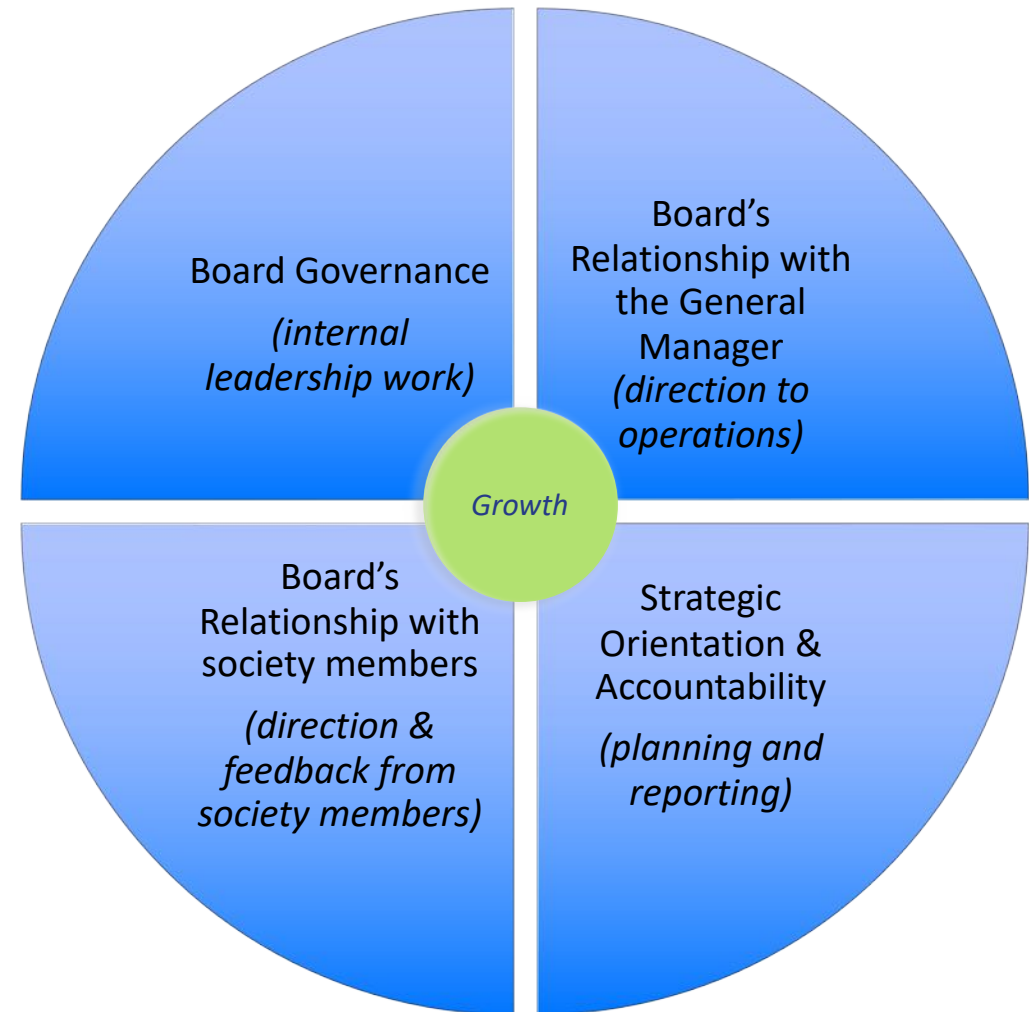 Board Governance
(internal
leadership work)
Board’s
Relationship with
the General
Manager
(direction to
operations)
Growth
Board’s
Relationship with
society members
(direction &
feedback from
society members)
Strategic
Orientation &
Accountability
(planning and
reporting)